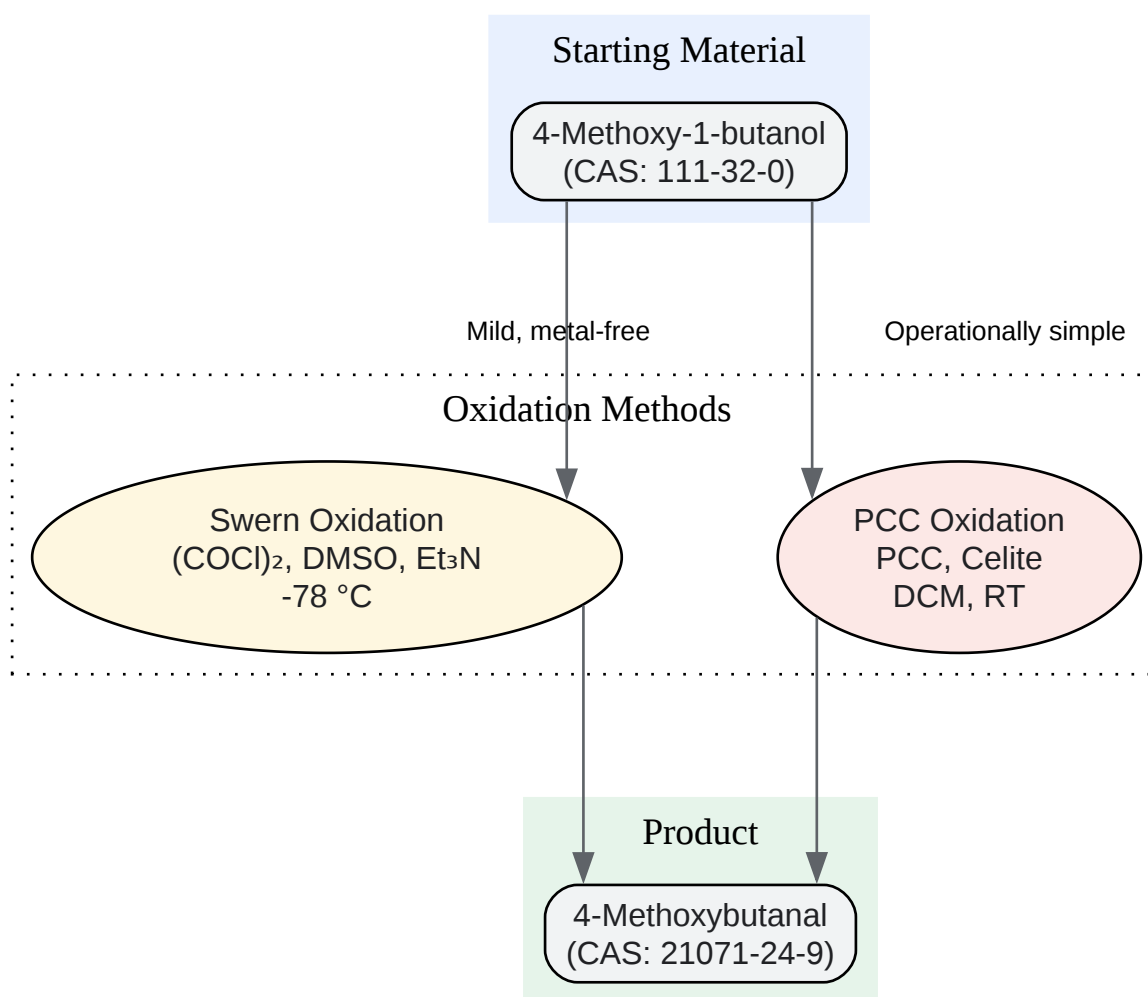 Starting Material
4-Methoxy-1-butanol
(CAS: 111-32-0)
Mild, metal-free
Operationally simple
Oxidation Methods
Swern Oxidation
(COCl)₂, DMSO, Et₃N
-78 °C
PCC Oxidation
PCC, Celite
DCM, RT
Product
4-Methoxybutanal
(CAS: 21071-24-9)